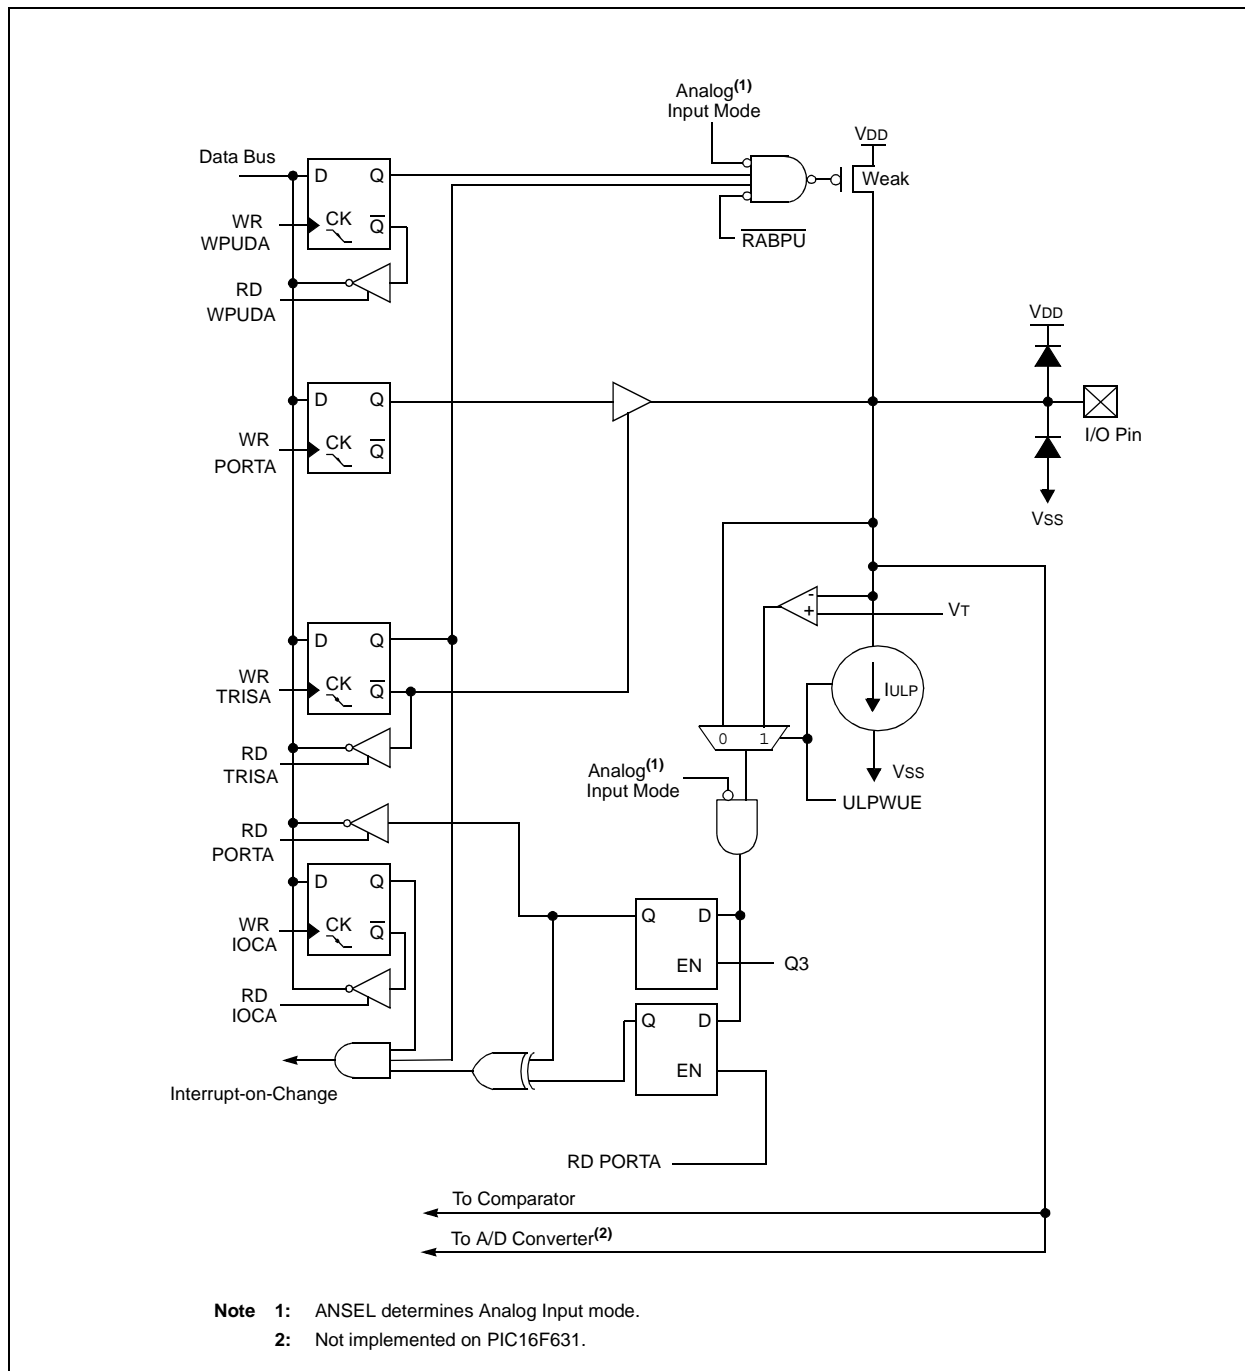 Analog(1)
Input Mode
VDD
Data Bus
D Q
Weak
WR
WPUDA
CK Q
RABPU
RD
WPUDA
VDD
D Q
WR
PORTA
CK Q
I/O Pin
VSS
-
+
VT
D Q
WR
TRISA
CK Q
IULP
0 1
RD
TRISA
Analog(1)
Input Mode
VSS
ULPWUE
RD
PORTA
D Q
WR
IOCA
CK Q
Q D
EN
Q3
RD
IOCA
Q D
EN
Interrupt-on-Change
RD PORTA
To Comparator
To A/D Converter(2)
Note 1: ANSEL determines Analog Input mode.
2: Not implemented on PIC16F631.